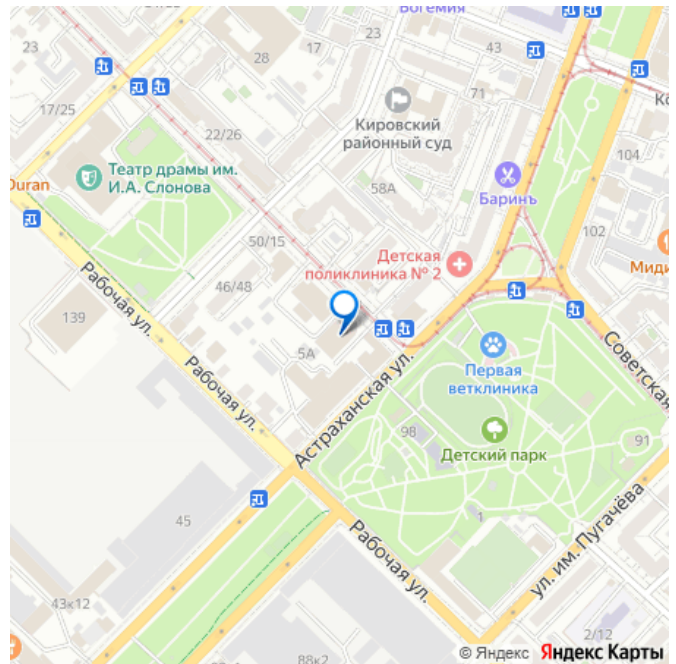 Богемия
23
23
17
28
43
17/25
71
22/26
Кировский
районный суд
104
Театр драмы им.
И.А. Слонова
58А
Баринъ
Duran
102
50/15
Детская
поликлиника № 2
Рабочая ул.
46/48
139
5А
Рабочая ул.
Советская
Первая
ветклиника
Астраханская ул.
98
Детский парк
91
45
1
Рабочая ул.
ул. им. Пугачёва
43к12
2/12
88к2
© Яндекс Яндекс Карты